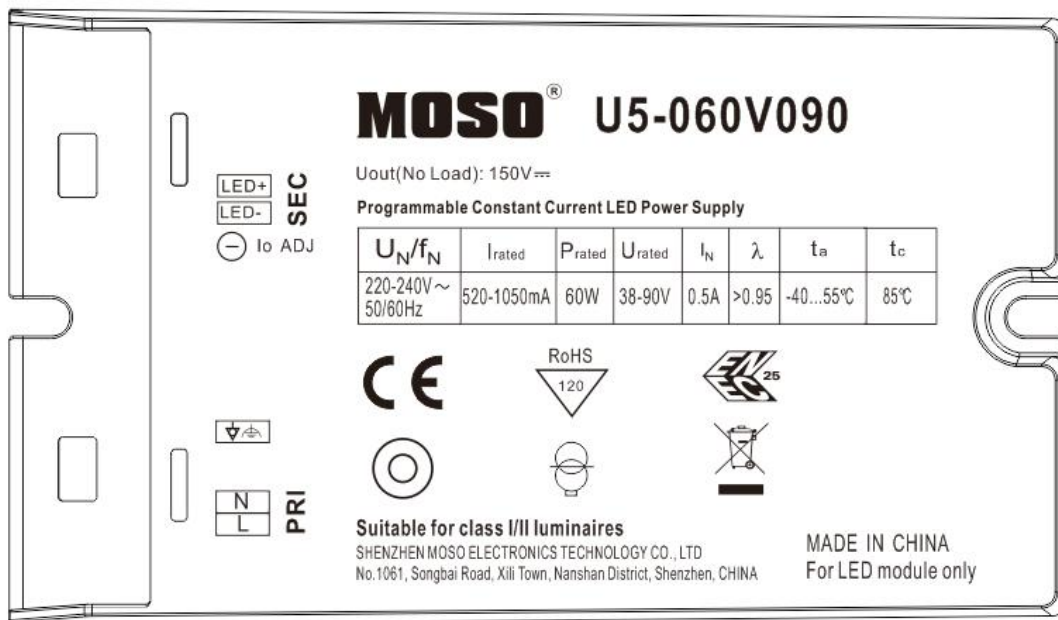 MOSO® U5-060V090
Uout(No Load): 150V⎓
Programmable Constant Current LED Power Supply
UN/fN Irated Prated Urated IN λ ta tc
220-240V～ 50/60Hz 520-1050mA 60W 38-90V 0.5A >0.95 -40...55℃ 85℃
LED+
LED-
SEC
Io ADJ
CE
RoHS
120
ENEC 25
N
L
PRI
Suitable for class I/II luminaires
SHENZHEN MOSO ELECTRONICS TECHNOLOGY CO., LTD
No.1061, Songbai Road, Xili Town, Nanshan District, Shenzhen, CHINA
MADE IN CHINA
For LED module only